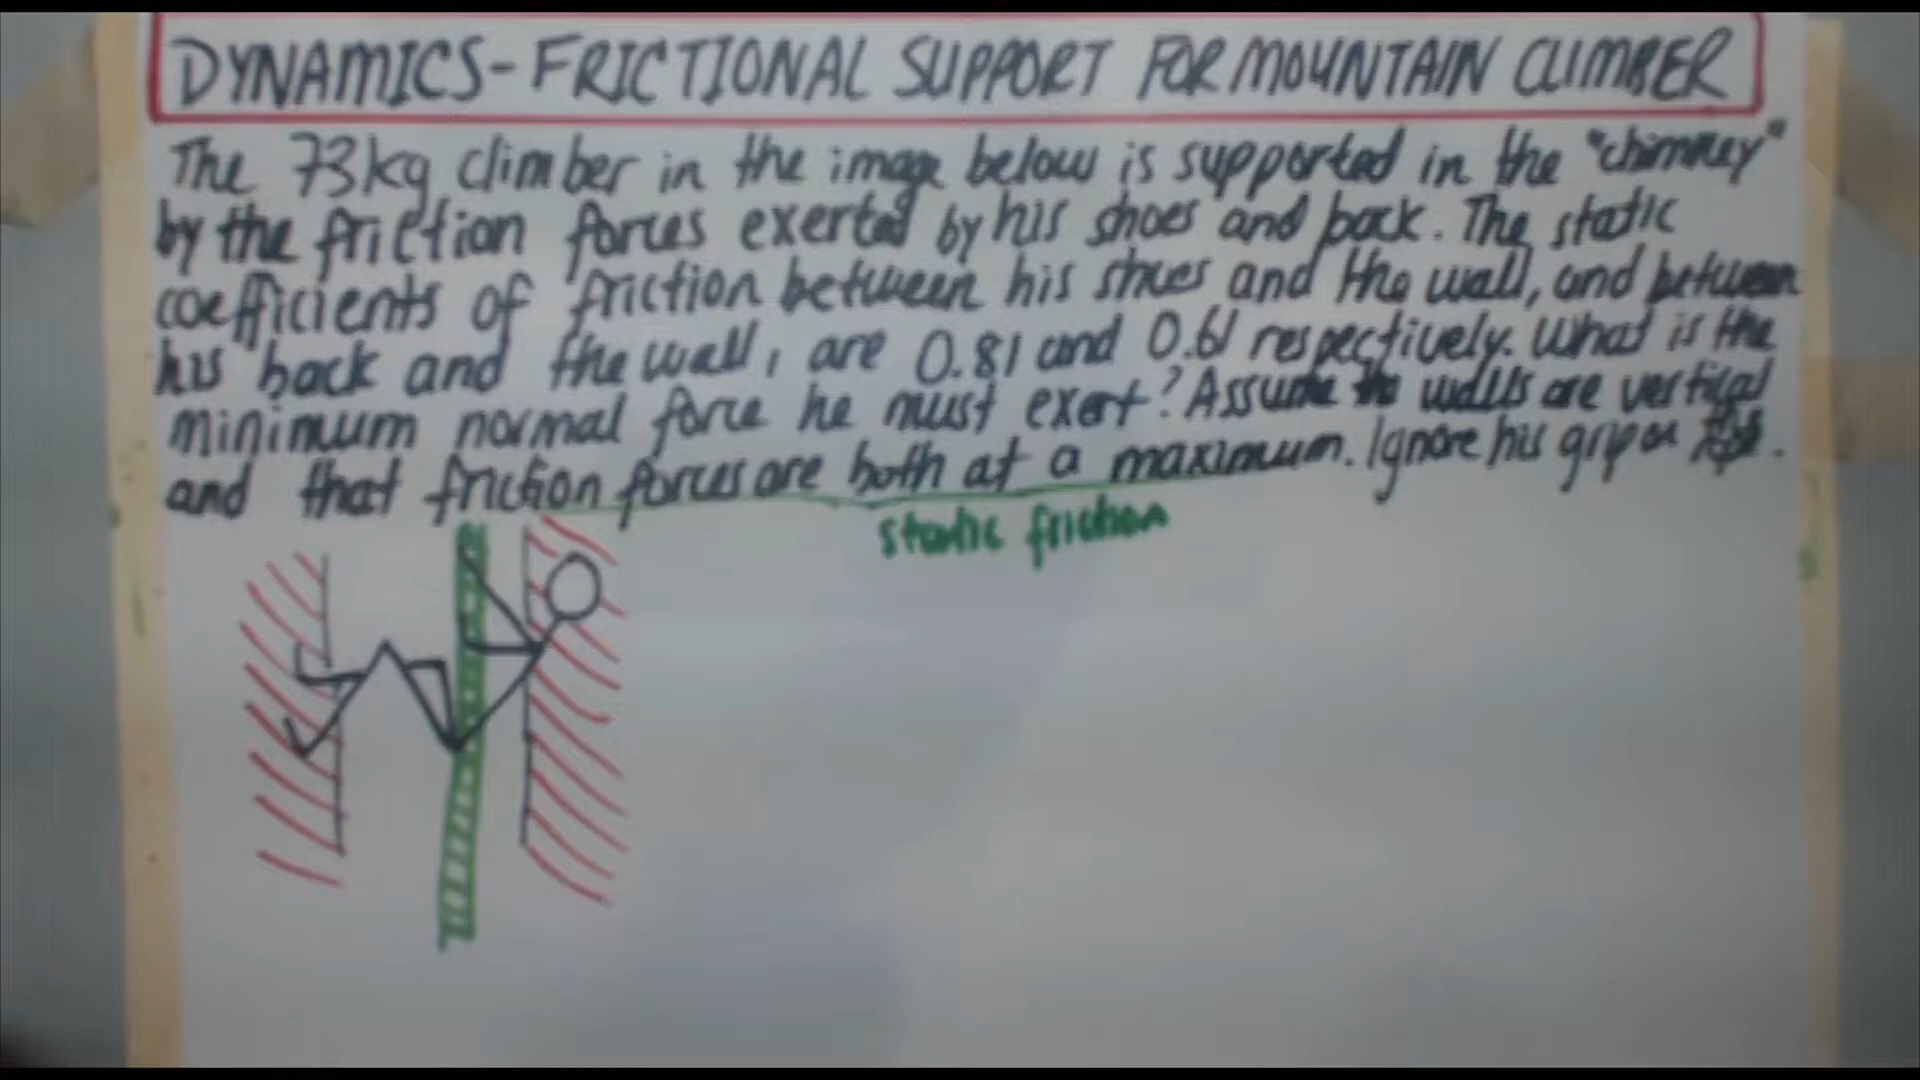 DYNAMICS-FRICTIONAL SUPPORT FOR MOUNTAIN CLIMBER
The 73kg climber in the image below is supported in the "chimney"
by the friction forces exerted by his shoes and back. The static
coefficients of friction between his shoes and the wall, and between
his back and the wall, are 0.81 and 0.61 respectively. What is the
minimum normal force he must exert? Assume the walls are vertical
and that friction forces are both at a maximum. Ignore his grip on
static friction